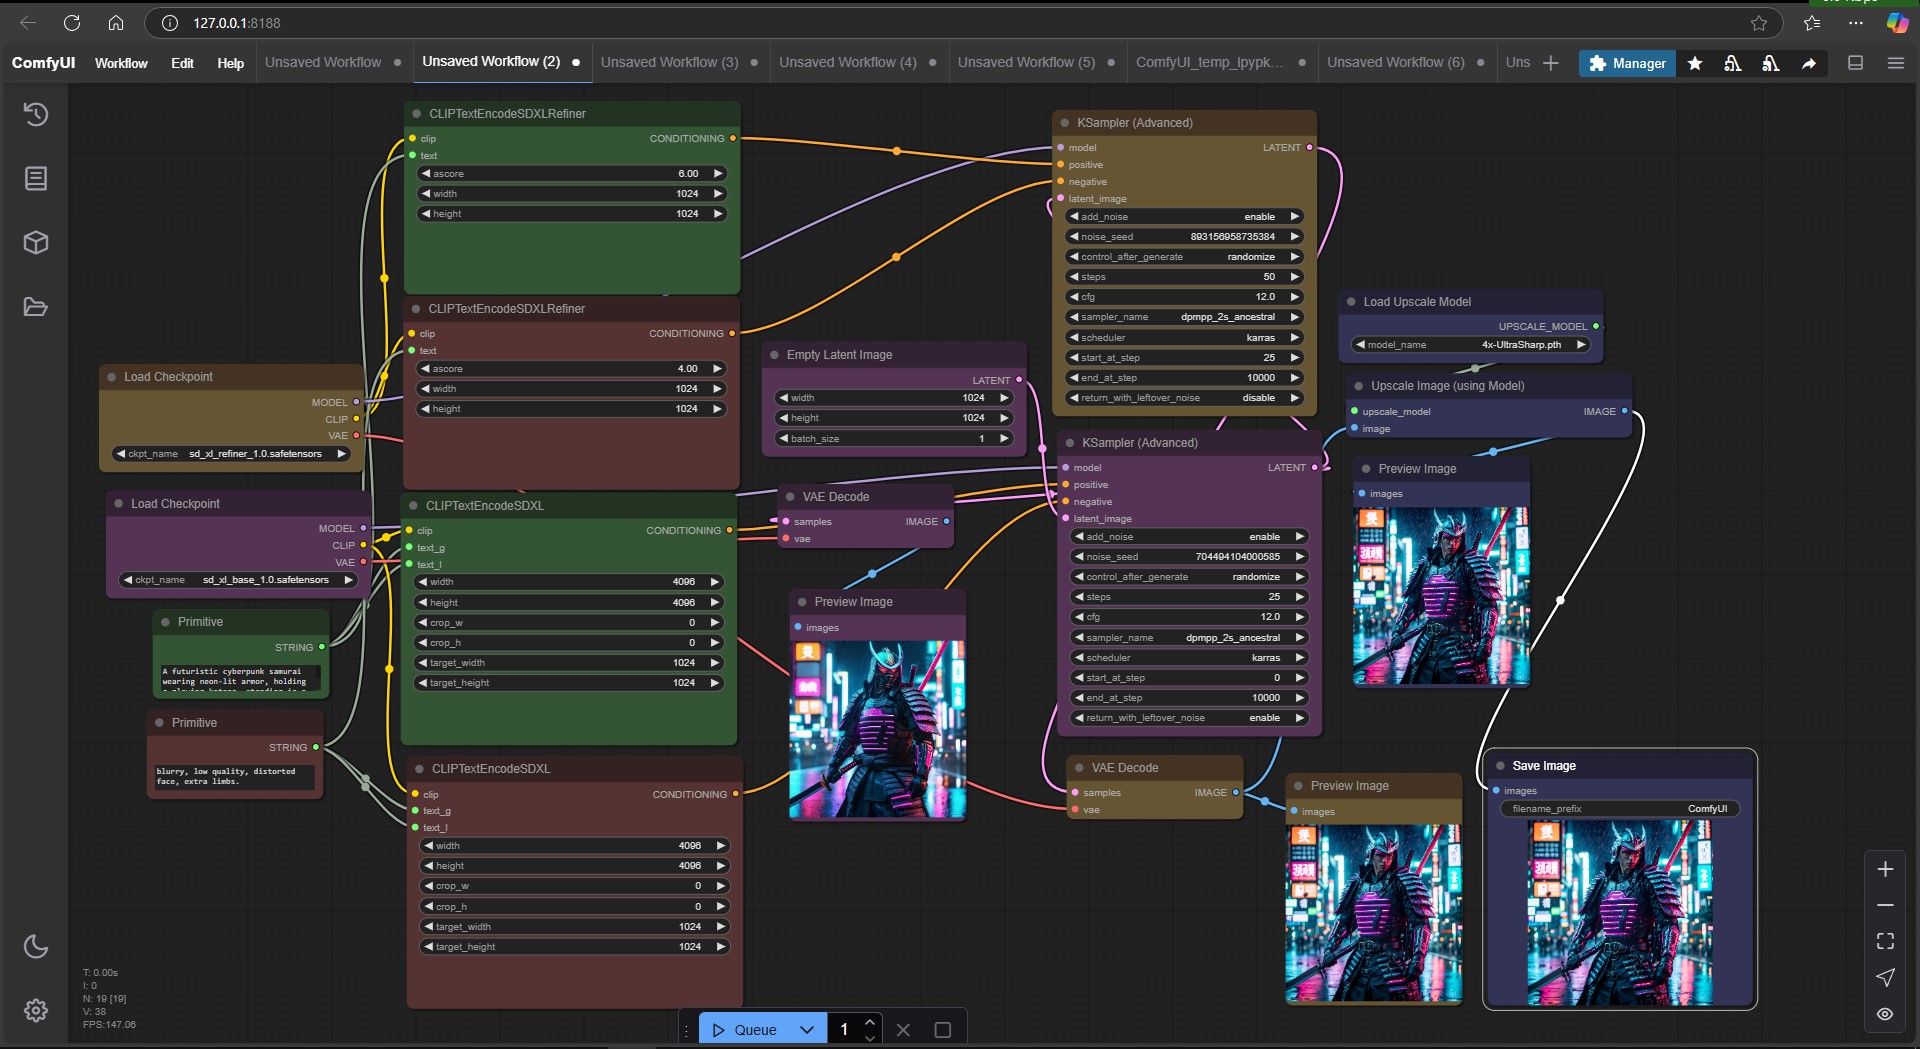 127.0.0.1:8188
ComfyUI Workflow Edit Help Unsaved Workflow Unsaved Workflow (2) Unsaved Workflow (3) Unsaved Workflow (4) Unsaved Workflow (5) ComfyUI_temp_lpypk... Unsaved Workflow (6) Uns Manager
CLIPTextEncodeSDXLRefiner
clip CONDITIONING
text
ascore 6.00
width 1024
height 1024
CLIPTextEncodeSDXLRefiner
clip CONDITIONING
text
ascore 4.00
width 1024
height 1024
Load Checkpoint
MODEL
CLIP
VAE
ckpt_name sd_xl_refiner_1.0.safetensors
Load Checkpoint
MODEL
CLIP
VAE
ckpt_name sd_xl_base_1.0.safetensors
Primitive
STRING
A futuristic cyberpunk samurai
wearing neon-lit armor, holding
Primitive
STRING
blurry, low quality, distorted
face, extra limbs.
CLIPTextEncodeSDXL
clip CONDITIONING
text_g
text_l
width 4096
height 4096
crop_w 0
crop_h 0
target_width 1024
target_height 1024
CLIPTextEncodeSDXL
clip CONDITIONING
text_g
text_l
width 4096
height 4096
crop_w 0
crop_h 0
target_width 1024
target_height 1024
Empty Latent Image
LATENT
width 1024
height 1024
batch_size 1
VAE Decode
samples IMAGE
vae
Preview Image
images
KSampler (Advanced)
model LATENT
positive
negative
latent_image
add_noise enable
noise_seed 893156958735384
control_after_generate randomize
steps 50
cfg 12.0
sampler_name dpmpp_2s_ancestral
scheduler karras
start_at_step 25
end_at_step 10000
return_with_leftover_noise disable
KSampler (Advanced)
model LATENT
positive
negative
latent_image
add_noise enable
noise_seed 704494104000585
control_after_generate randomize
steps 25
cfg 12.0
sampler_name dpmpp_2s_ancestral
scheduler karras
start_at_step 0
end_at_step 10000
return_with_leftover_noise enable
VAE Decode
samples IMAGE
vae
Preview Image
images
Load Upscale Model
UPSCALE_MODEL
model_name 4x-UltraSharp.pth
Upscale Image (using Model)
upscale_model IMAGE
image
Preview Image
images
Save Image
images
filename_prefix ComfyUI
T: 0.00s
I: 0
N: 19 [19]
V: 38
FPS:147.06
Queue 1